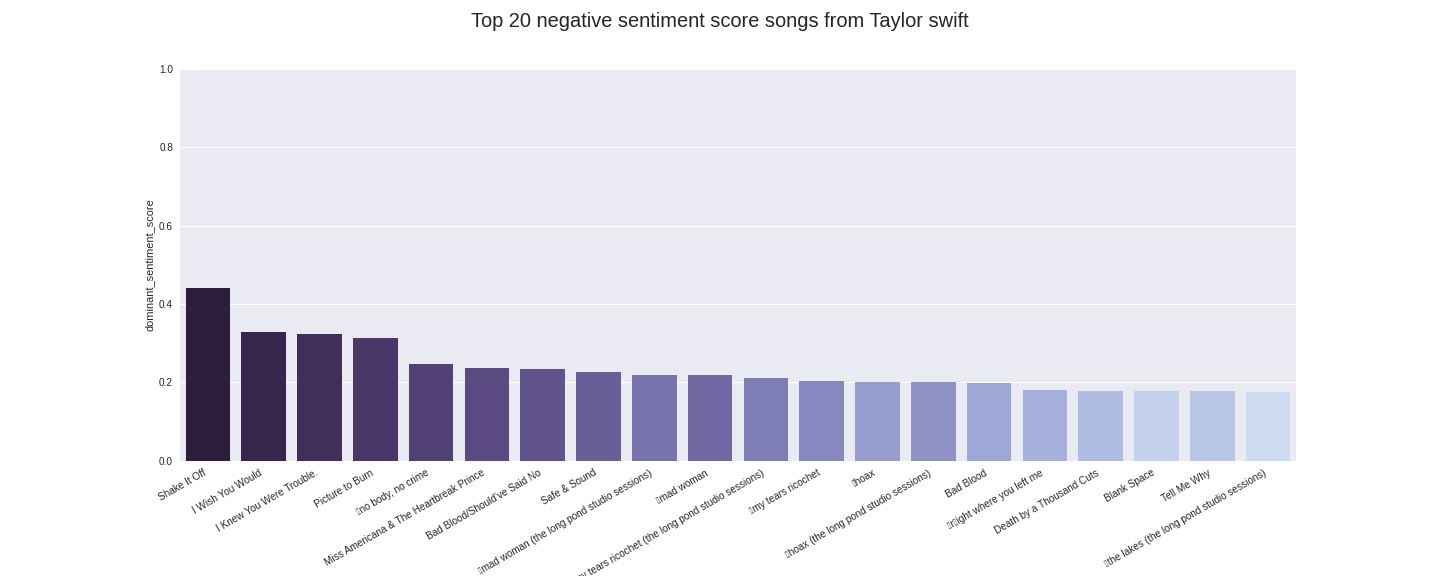 Top 20 negative sentiment score songs from Taylor swift
dominant_sentiment_score
1.0
0.8
0.6
0.4
0.2
0.0
Shake It Off
I Wish You Would
I Knew You Were Trouble.
Picture to Burn
no body, no crime
Miss Americana & The Heartbreak Prince
Bad Blood/Should've Said No
Safe & Sound
mad woman (the long pond studio sessions)
mad woman
tears ricochet (the long pond studio sessions)
my tears ricochet
hoax
hoax (the long pond studio sessions)
Bad Blood
right where you left me
Death by a Thousand Cuts
Blank Space
Tell Me Why
the lakes (the long pond studio sessions)